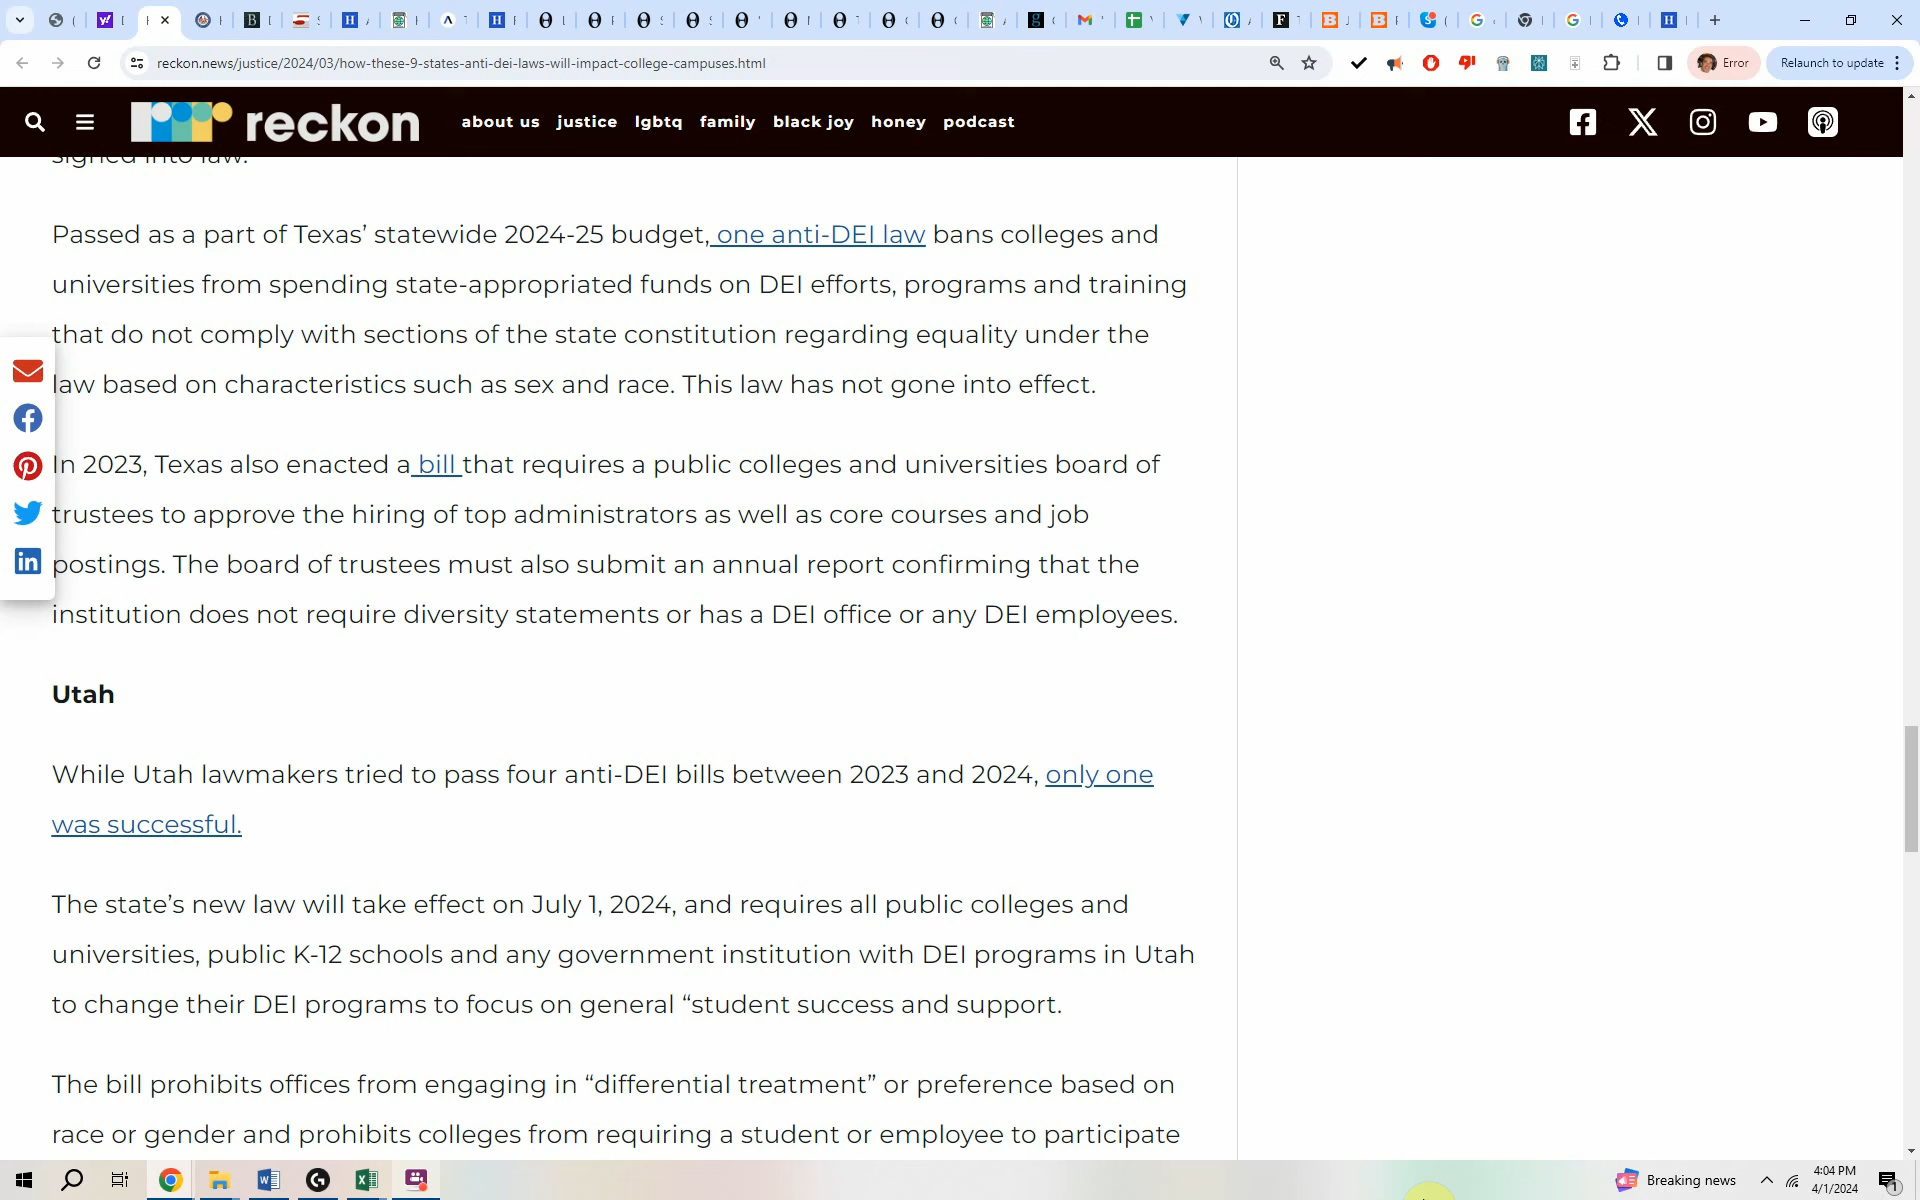 reckon.news/justice/2024/03/how-these-9-states-anti-dei-laws-will-impact-college-campuses.html
Error
Relaunch to update
reckon
about us justice lgbtq family black joy honey podcast
signed into law.
Passed as a part of Texas’ statewide 2024-25 budget, one anti-DEI law bans colleges and
universities from spending state-appropriated funds on DEI efforts, programs and training
that do not comply with sections of the state constitution regarding equality under the
law based on characteristics such as sex and race. This law has not gone into effect.
In 2023, Texas also enacted a bill that requires a public colleges and universities board of
trustees to approve the hiring of top administrators as well as core courses and job
postings. The board of trustees must also submit an annual report confirming that the
institution does not require diversity statements or has a DEI office or any DEI employees.
Utah
While Utah lawmakers tried to pass four anti-DEI bills between 2023 and 2024, only one
was successful.
The state’s new law will take effect on July 1, 2024, and requires all public colleges and
universities, public K-12 schools and any government institution with DEI programs in Utah
to change their DEI programs to focus on general “student success and support.
The bill prohibits offices from engaging in “differential treatment” or preference based on
race or gender and prohibits colleges from requiring a student or employee to participate
Breaking news
4:04 PM
4/1/2024